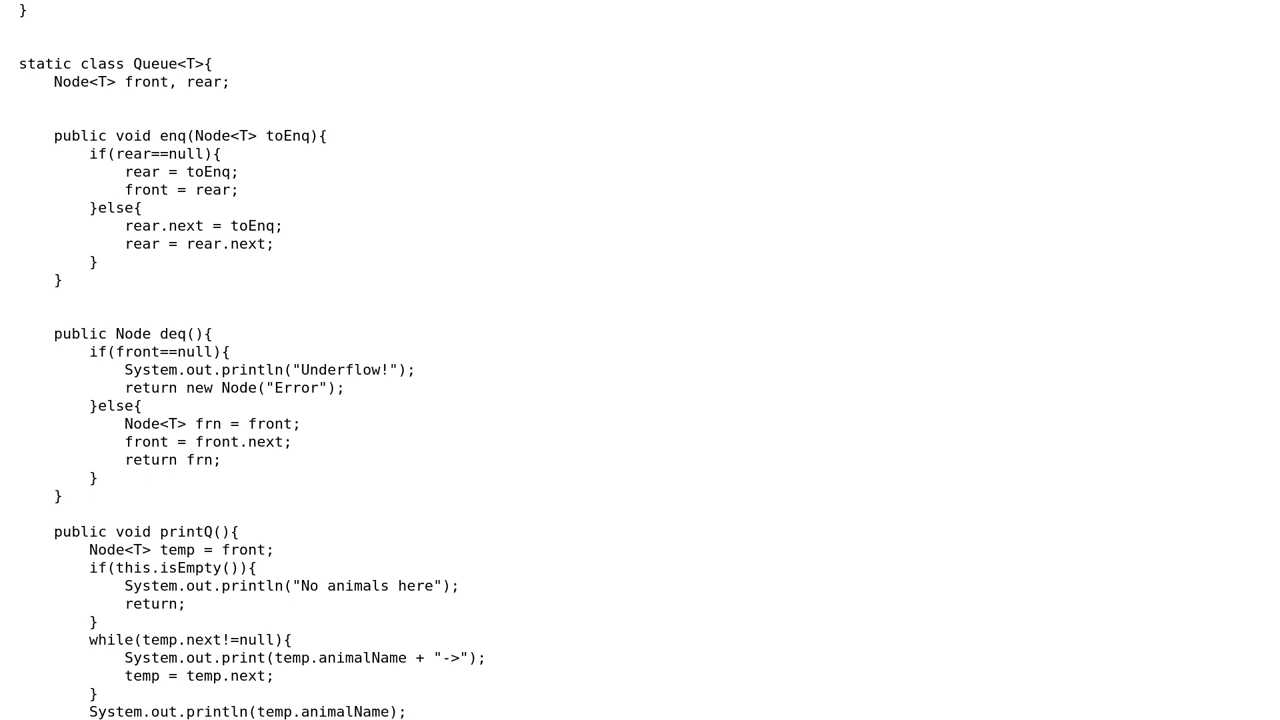 }
static class Queue<T>{
    Node<T> front, rear;
    public void enq(Node<T> toEnq){
        if(rear==null){
            rear = toEnq;
            front = rear;
        }else{
            rear.next = toEnq;
            rear = rear.next;
        }
    }
    public Node deq(){
        if(front==null){
            System.out.println("Underflow!");
            return new Node("Error");
        }else{
            Node<T> frn = front;
            front = front.next;
            return frn;
        }
    }
    public void printQ(){
        Node<T> temp = front;
        if(this.isEmpty()){
            System.out.println("No animals here");
            return;
        }
        while(temp.next!=null){
            System.out.print(temp.animalName + "->");
            temp = temp.next;
        }
        System.out.println(temp.animalName);